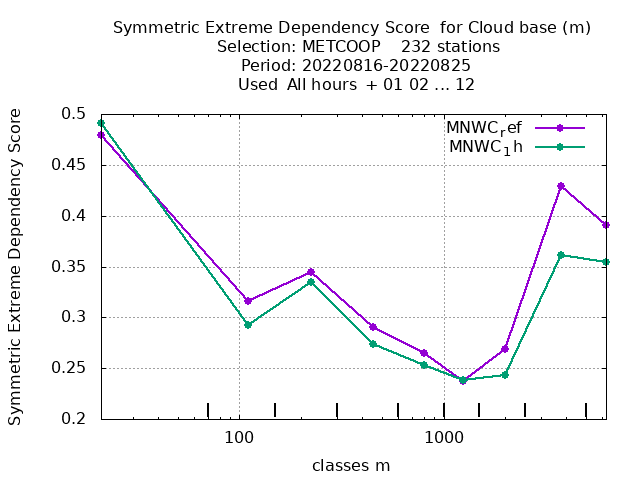 Symmetric Extreme Dependency Score  for Cloud base (m)
Selection: METCOOP    232 stations
Period: 20220816-20220825
Used  All hours  + 01 02 ... 12
Symmetric Extreme Dependency Score
0.5
0.45
0.4
0.35
0.3
0.25
0.2
MNWCref
MNWC1h
100
1000
classes m